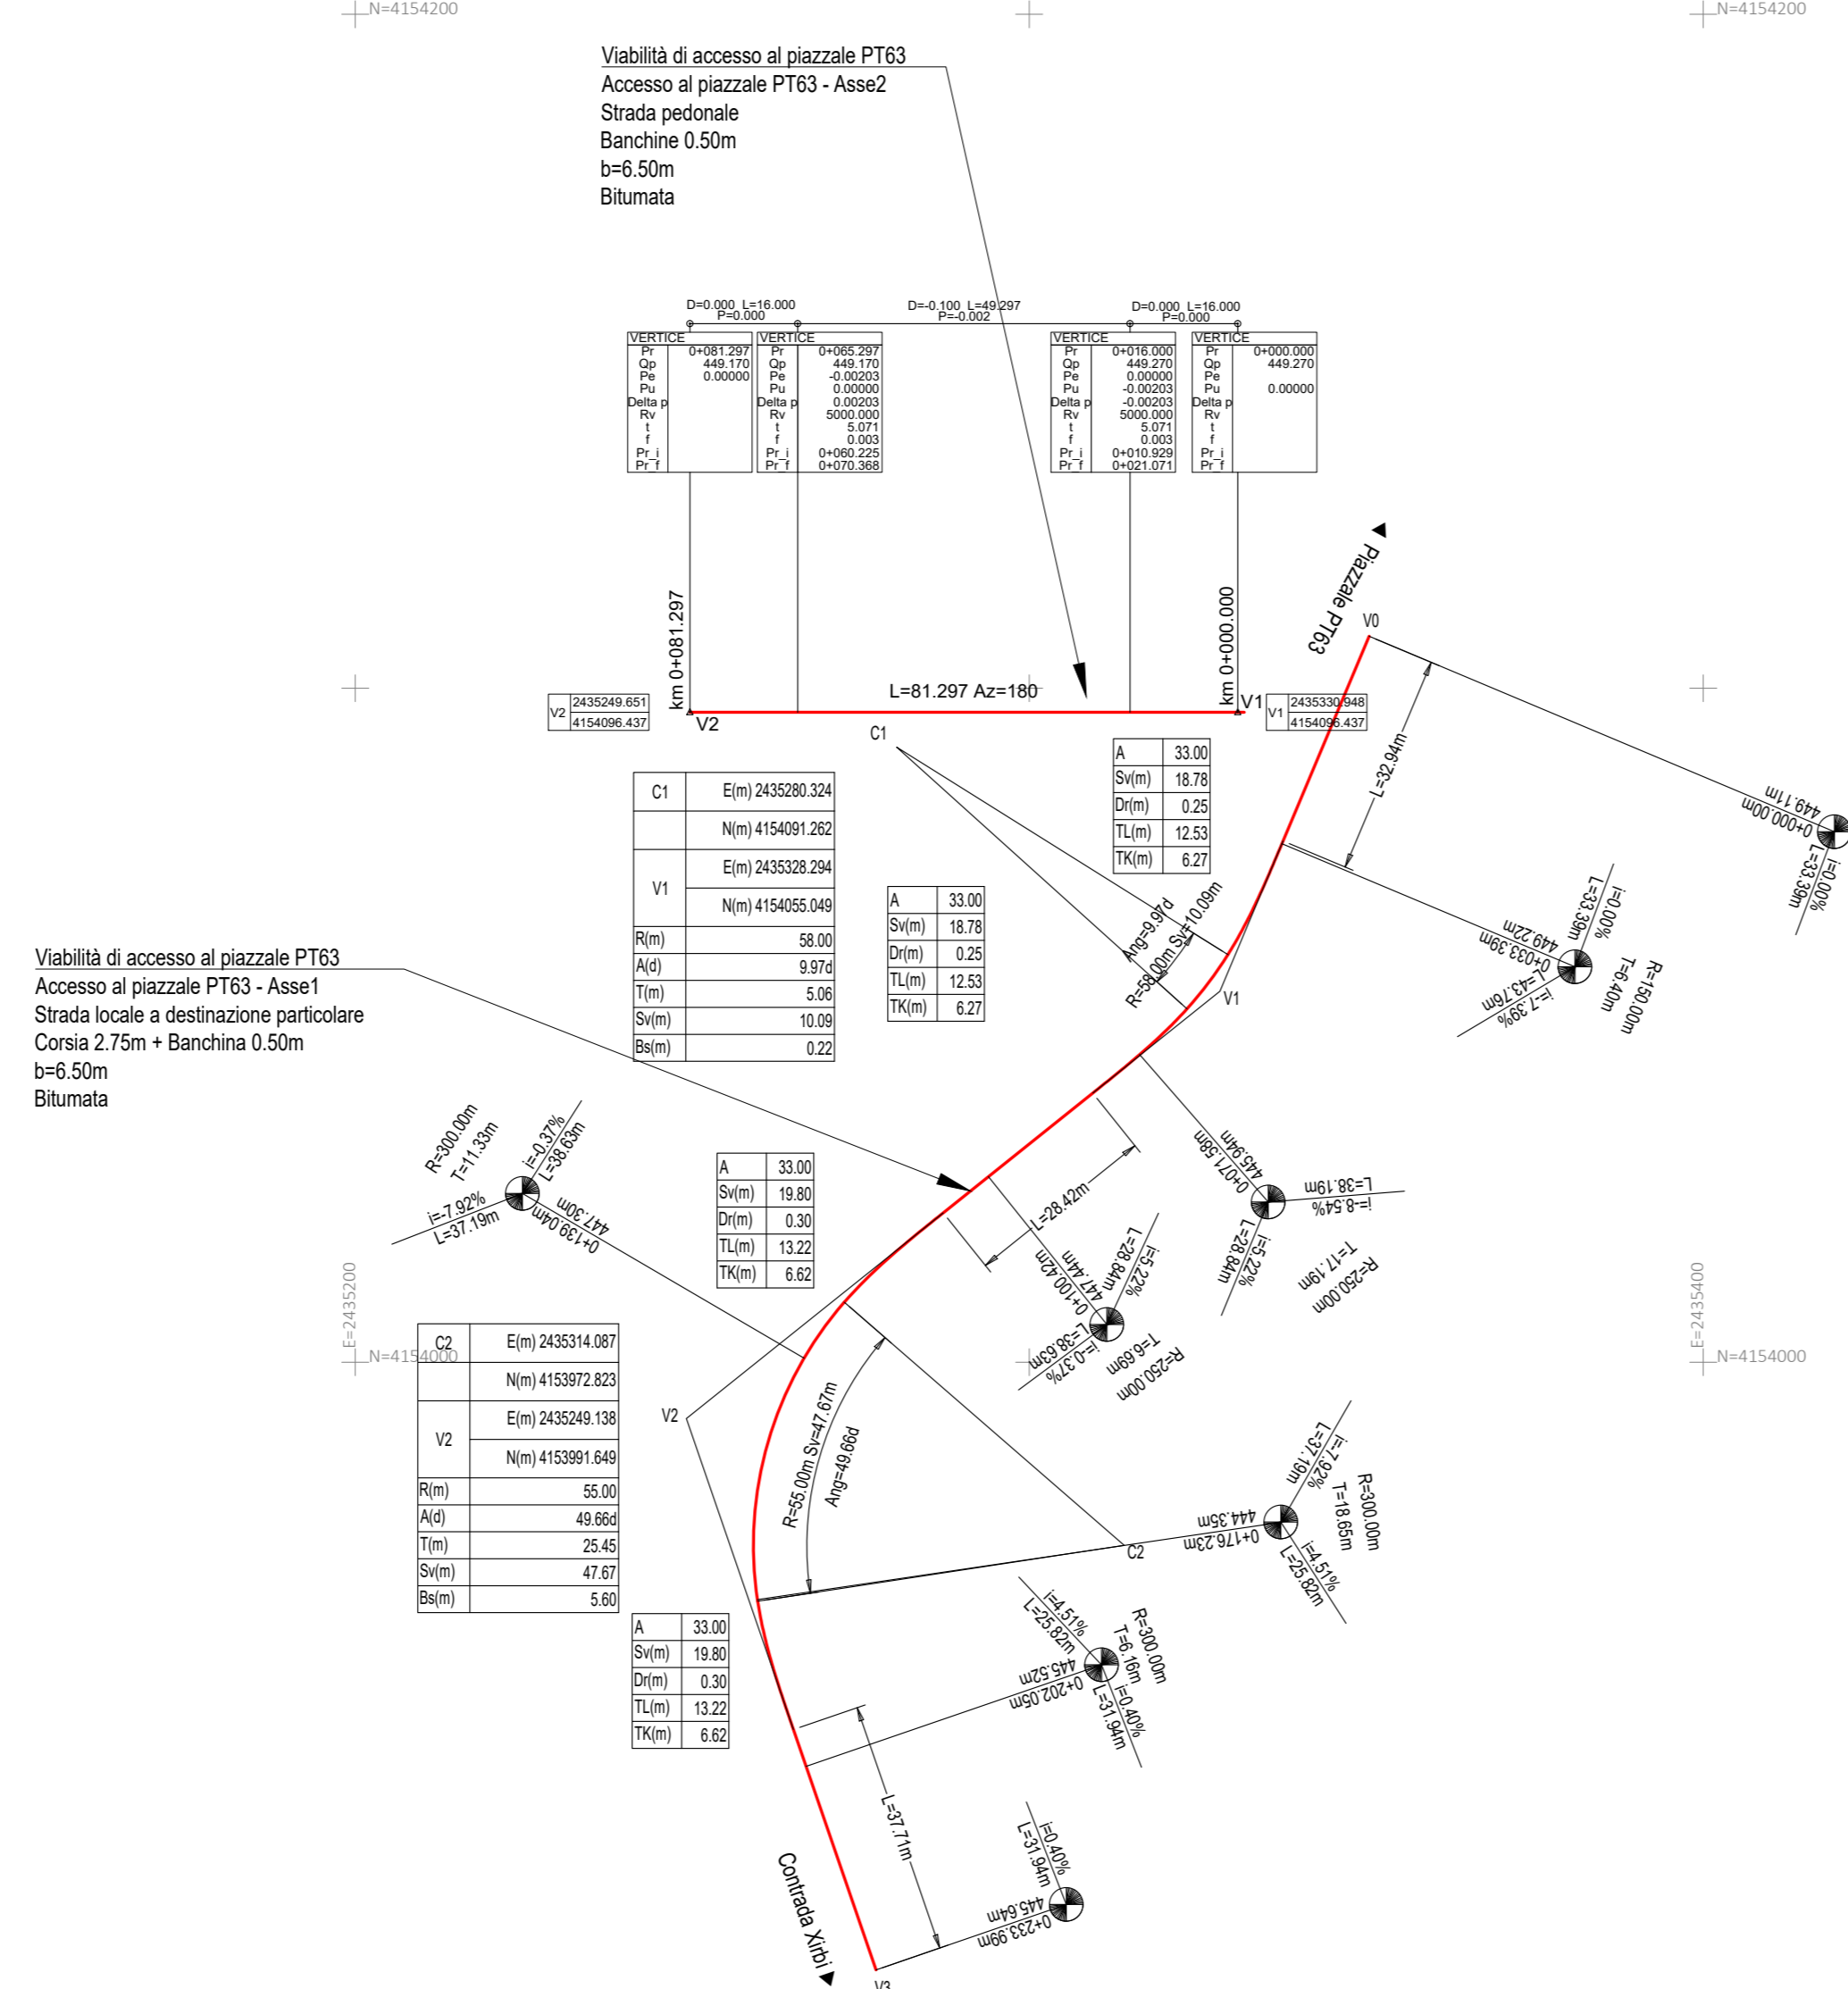 N=4154200
N=4154200
Viabilità di accesso al piazzale PT63
Accesso al piazzale PT63 - Asse2
Strada pedonale
Banchine 0.50m
b=6.50m
Bitumata
D=0.000 L=16.000
P=0.000
D=-0.100 L=49.297
P=-0.002
D=0.000 L=16.000
P=0.000
VERTICE
Pr 0+081.297
Qp 449.170
Pe 0.00000
Pu
Delta p
Rv
t
f
Pr_i
Pr_f
VERTICE
Pr 0+065.297
Qp 449.170
Pe -0.00203
Pu 0.00000
Delta p 0.00203
Rv 5000.000
t 5.071
f 0.003
Pr_i 0+060.225
Pr_f 0+070.368
VERTICE
Pr 0+016.000
Qp 449.270
Pe 0.00000
Pu -0.00203
Delta p -0.00203
Rv 5000.000
t 5.071
f 0.003
Pr_i 0+010.929
Pr_f 0+021.071
VERTICE
Pr 0+000.000
Qp 449.270
Pe
Pu 0.00000
Delta p
Rv
t
f
Pr_i
Pr_f
km 0+081.297
km 0+000.000
Piazzale PT63
V0
L=81.297 Az=180
V2 2435249.651
4154096.437
V2
V1
V1 2435330.948
4154096.437
C1
L=32.94m
449.11m
0+000.00m
i=0.00%
L=33.39m
A 33.00
Sv(m) 18.78
Dr(m) 0.25
TL(m) 12.53
TK(m) 6.27
C1 E(m) 2435280.324
N(m) 4154091.262
V1 E(m) 2435328.294
N(m) 4154055.049
R(m) 58.00
A(d) 9.97d
T(m) 5.06
Sv(m) 10.09
Bs(m) 0.22
A 33.00
Sv(m) 18.78
Dr(m) 0.25
TL(m) 12.53
TK(m) 6.27
Ang=9.97d
R=58.00m Sv=10.09m
V1
i=0.00%
L=33.39m
449.22m
0+033.39m
L=43.76m
i=-7.39%
R=150.00m
T=6.40m
Viabilità di accesso al piazzale PT63
Accesso al piazzale PT63 - Asse1
Strada locale a destinazione particolare
Corsia 2.75m + Banchina 0.50m
b=6.50m
Bitumata
R=300.00m
T=11.33m
i=-0.37%
L=38.63m
i=-7.92%
L=37.19m
447.30m
0+139.04m
A 33.00
Sv(m) 19.80
Dr(m) 0.30
TL(m) 13.22
TK(m) 6.62
L=28.42m
445.94m
0+071.58m
L=38.19m
i=-8.54%
i=5.22%
L=28.84m
T=17.19m
R=250.00m
i=5.22%
L=28.84m
447.44m
0+100.42m
L=38.63m
i=-0.37%
T=6.69m
R=250.00m
E=2435200
N=4154000
E=2435400
N=4154000
C2 E(m) 2435314.087
N(m) 4153972.823
V2 E(m) 2435249.138
N(m) 4153991.649
R(m) 55.00
A(d) 49.66d
T(m) 25.45
Sv(m) 47.67
Bs(m) 5.60
V2
R=55.00m Sv=47.67m
Ang=49.66d
C2
i=-7.92%
L=37.19m
444.35m
0+176.23m
R=300.00m
T=18.65m
i=4.51%
L=25.82m
A 33.00
Sv(m) 19.80
Dr(m) 0.30
TL(m) 13.22
TK(m) 6.62
i=4.51%
L=25.82m
445.52m
0+202.05m
R=300.00m
T=6.16m
i=0.40%
L=31.94m
L=37.71m
i=0.40%
L=31.94m
445.64m
0+233.99m
Contrada Xirbi
V3